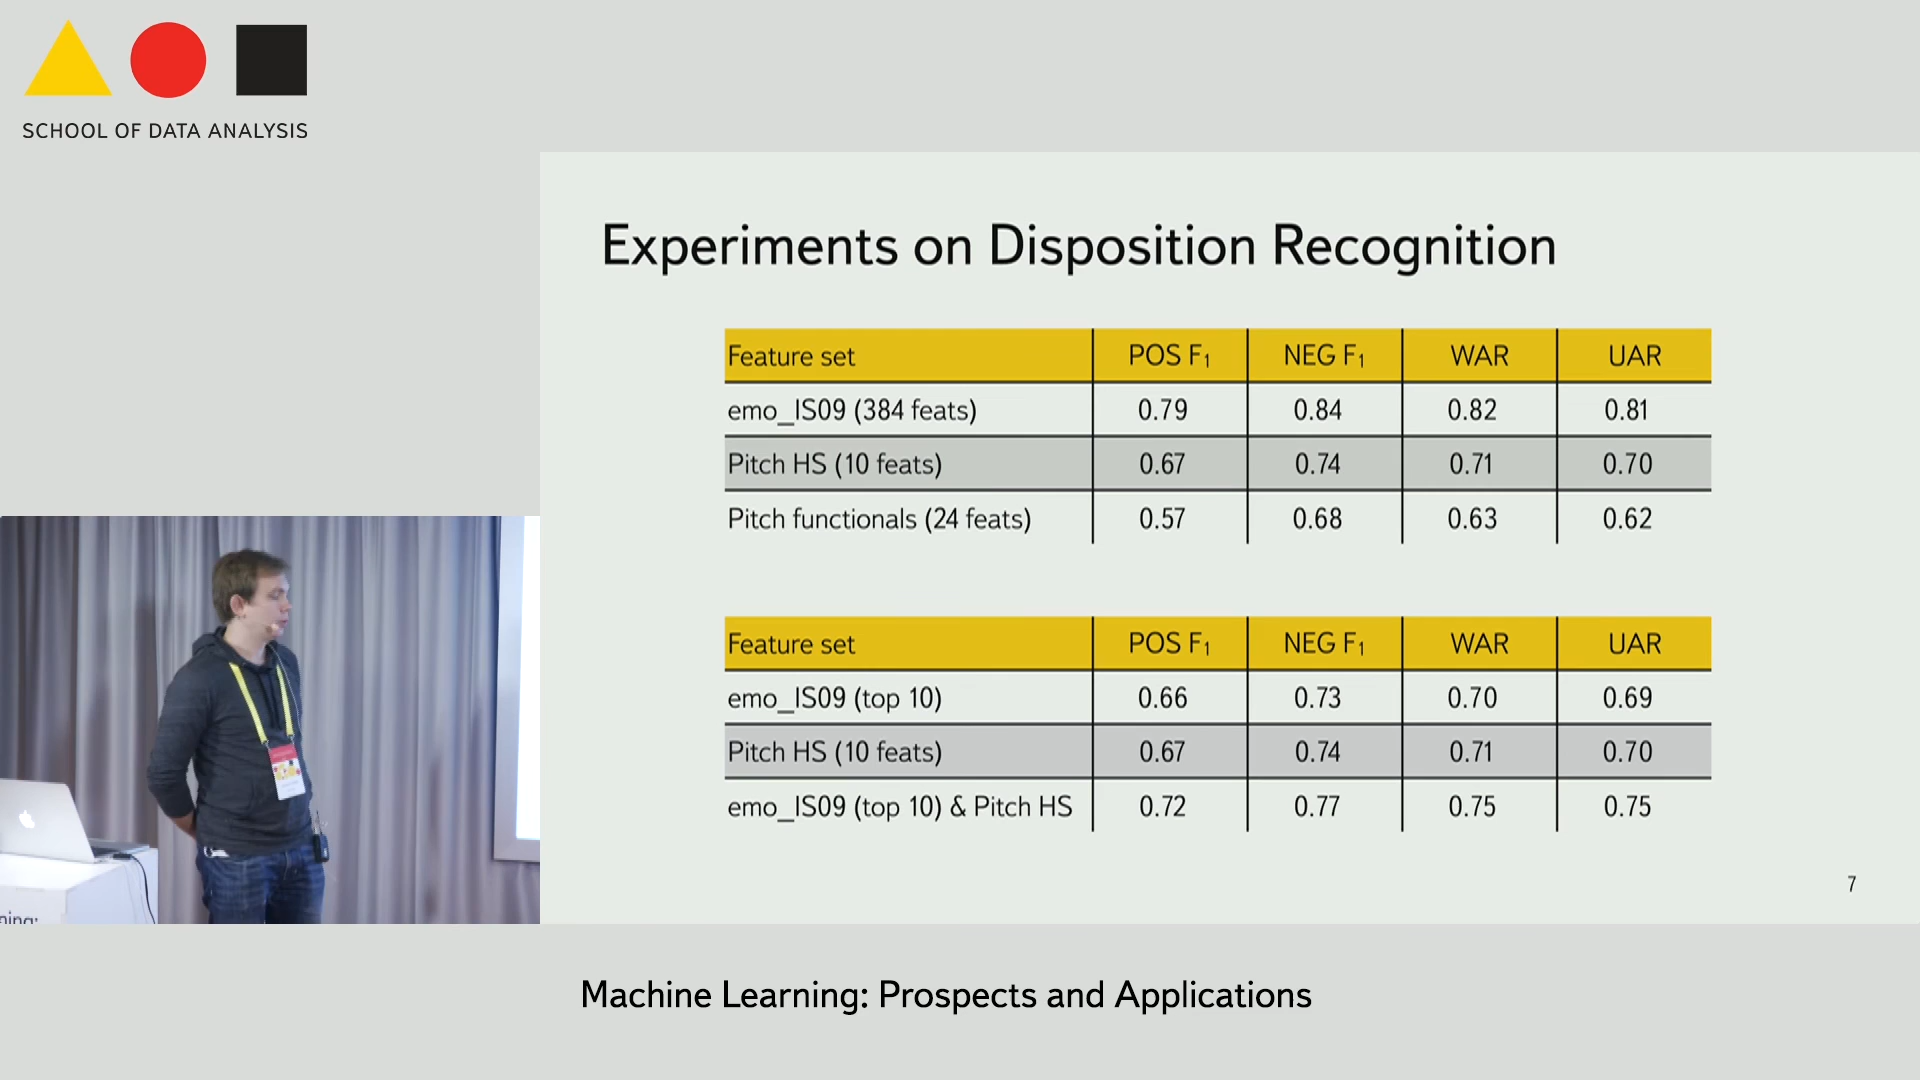 SCHOOL OF DATA ANALYSIS
Experiments on Disposition Recognition
Feature set POS F₁ NEG F₁ WAR UAR
emo_IS09 (384 feats) 0.79 0.84 0.82 0.81
Pitch HS (10 feats) 0.67 0.74 0.71 0.70
Pitch functionals (24 feats) 0.57 0.68 0.63 0.62
Feature set POS F₁ NEG F₁ WAR UAR
emo_IS09 (top 10) 0.66 0.73 0.70 0.69
Pitch HS (10 feats) 0.67 0.74 0.71 0.70
emo_IS09 (top 10) & Pitch HS 0.72 0.77 0.75 0.75
7
Machine Learning: Prospects and Applications